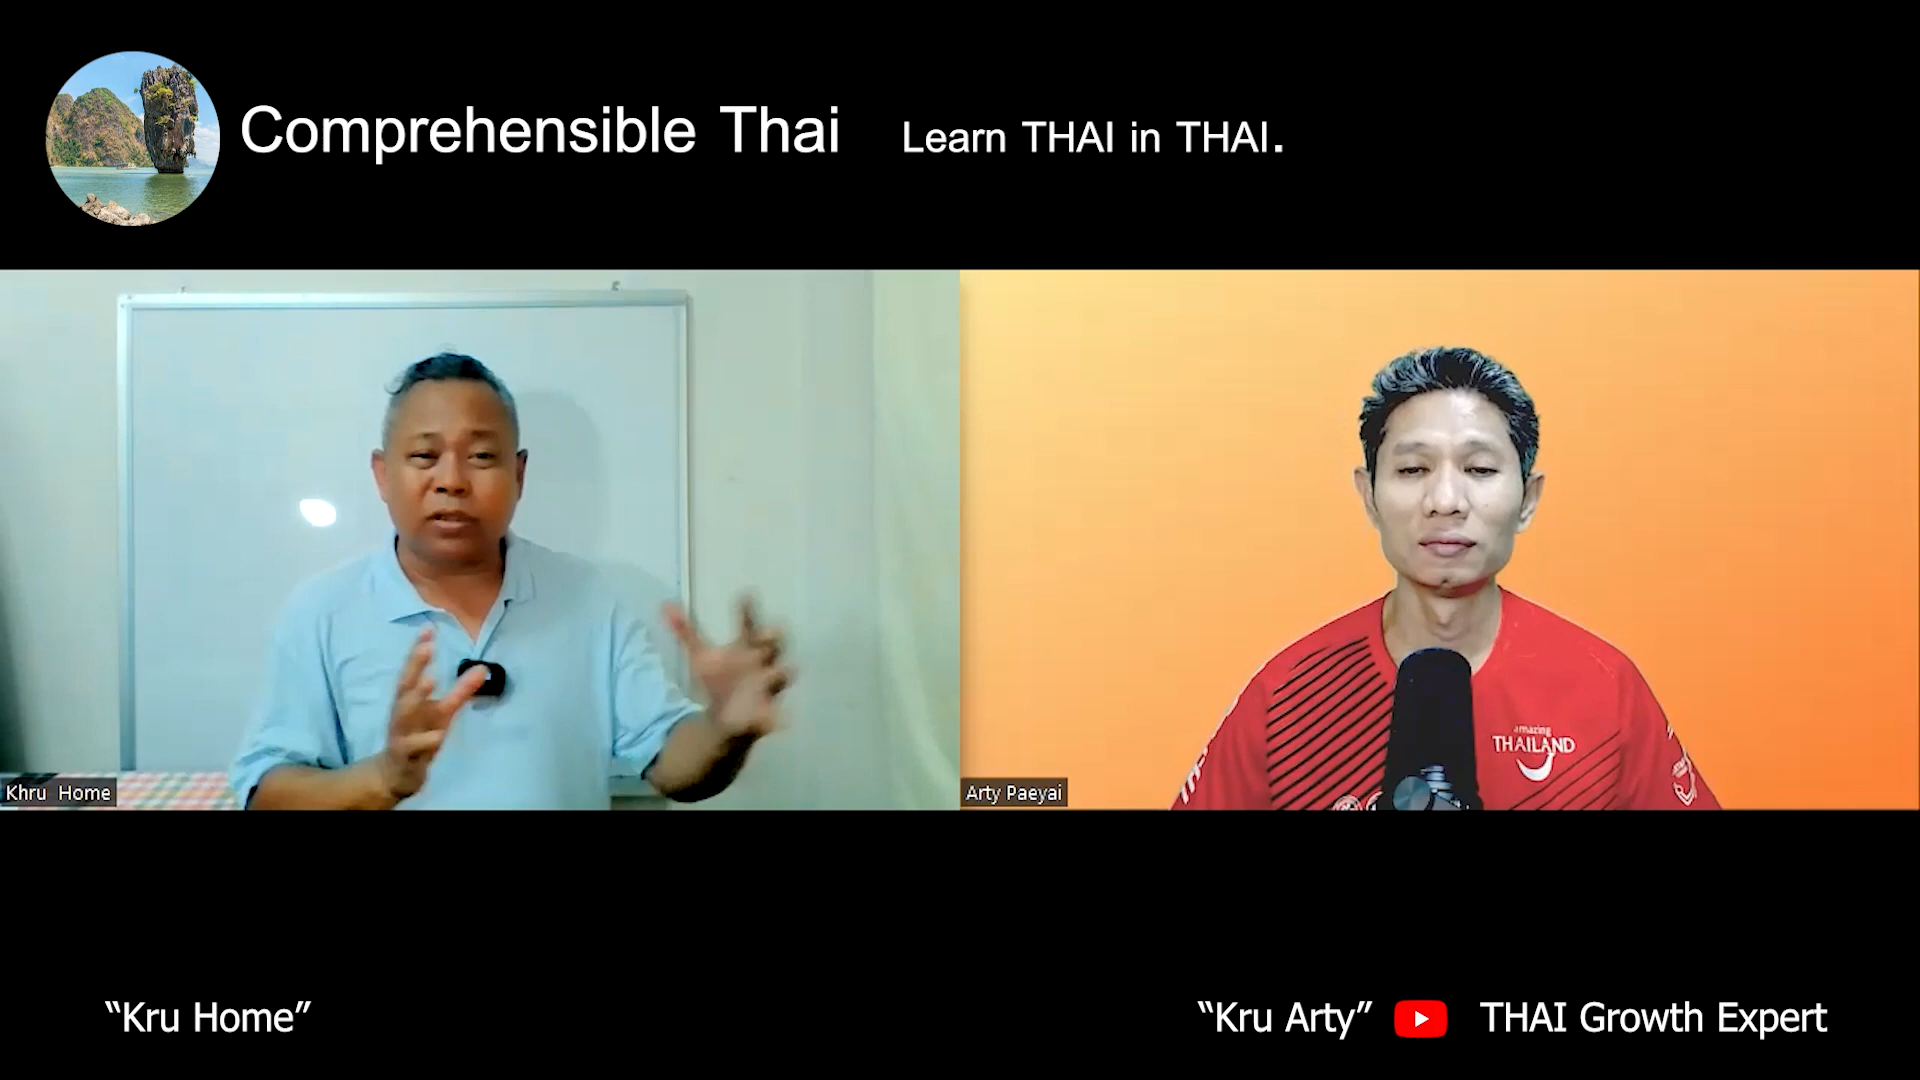 Comprehensible Thai
Learn THAI in THAI.
amazing
THAILAND
Khru Home
Arty Paeyai
“Kru Home”
“Kru Arty”
THAI Growth Expert